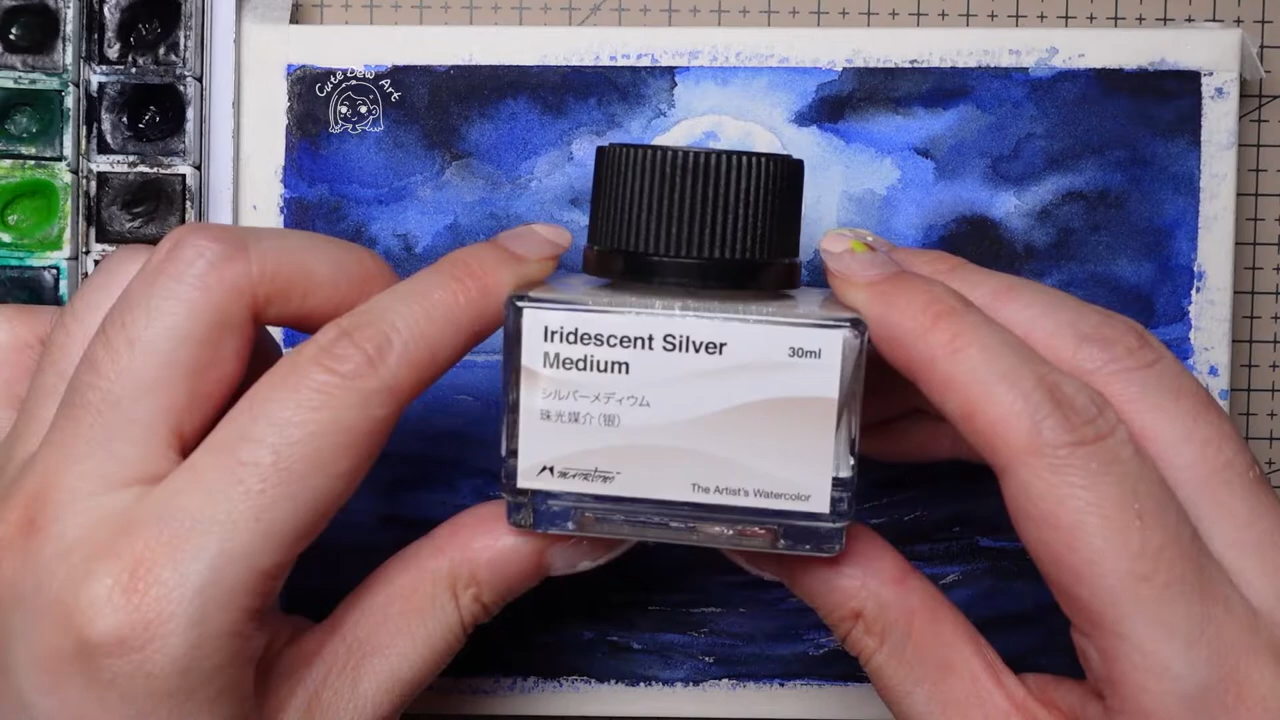 Cute Dew Art
Iridescent Silver
Medium
30ml
シルバーメディウム
珠光媒介(银)
The Artist's Watercolor